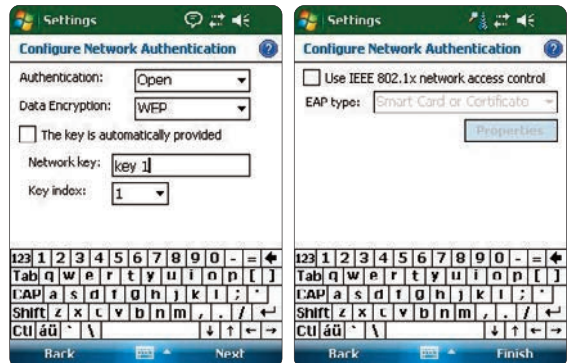 Settings
Configure Network Authentication
Authentication: Open
Data Encryption: WEP
The key is automatically provided
Network key: key 1
Key index: 1
123 1 2 3 4 5 6 7 8 9 0 - =
Tab q w e r t y u i o p [ ]
CAP a s d f g h j k l ; '
Shift z x c v b n m , . /
Ctl áü ` \
Back Next
Settings
Configure Network Authentication
Use IEEE 802.1x network access control
EAP type: Smart Card or Certificate
Properties
123 1 2 3 4 5 6 7 8 9 0 - =
Tab q w e r t y u i o p [ ]
CAP a s d f g h j k l ; '
Shift z x c v b n m , . /
Ctl áü ` \
Back Finish